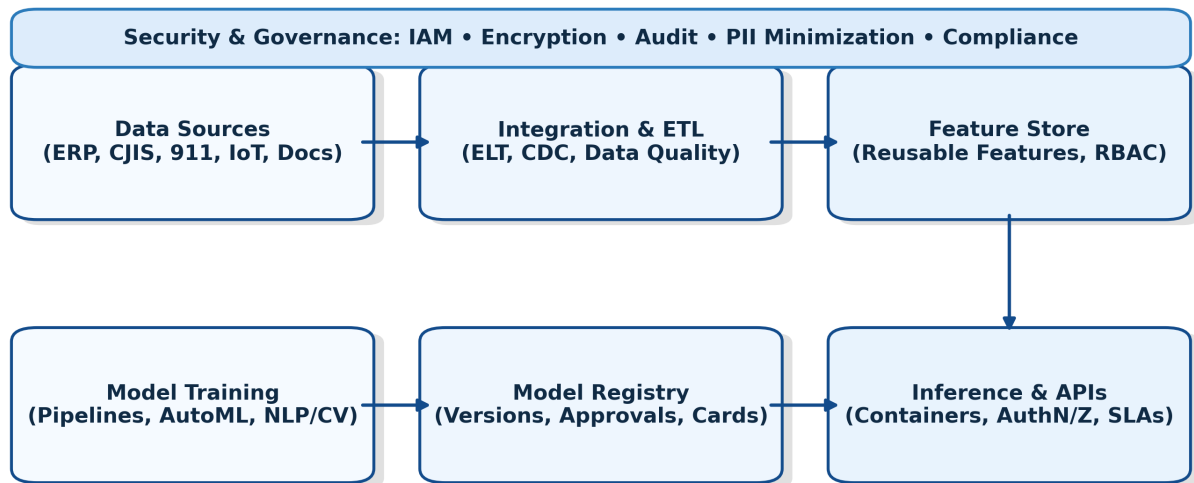 Security & Governance: IAM • Encryption • Audit • PII Minimization • Compliance
Data Sources
(ERP, CJIS, 911, IoT, Docs)
Integration & ETL
(ELT, CDC, Data Quality)
Feature Store
(Reusable Features, RBAC)
Model Training
(Pipelines, AutoML, NLP/CV)
Model Registry
(Versions, Approvals, Cards)
Inference & APIs
(Containers, AuthN/Z, SLAs)